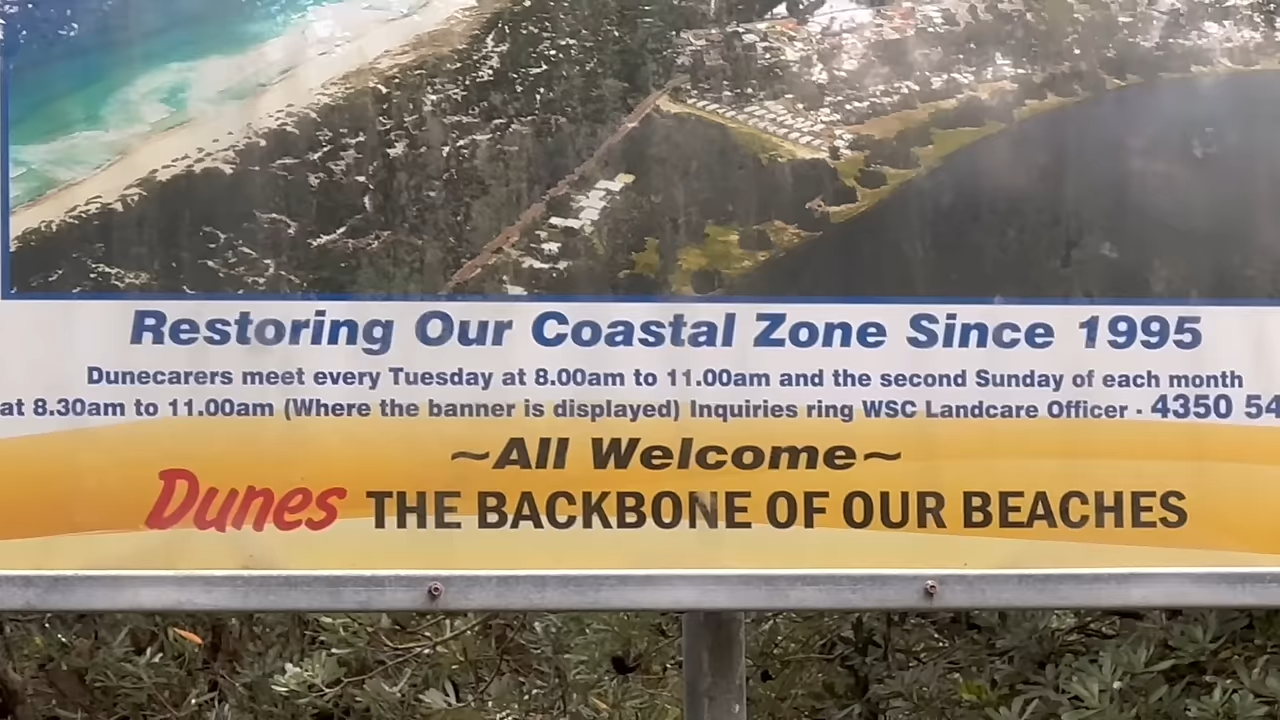 Restoring Our Coastal Zone Since 1995
Dunecarers meet every Tuesday at 8.00am to 11.00am and the second Sunday of each month
at 8.30am to 11.00am (Where the banner is displayed) Inquiries ring WSC Landcare Officer - 4350 54
~All Welcome~
Dunes THE BACKBONE OF OUR BEACHES